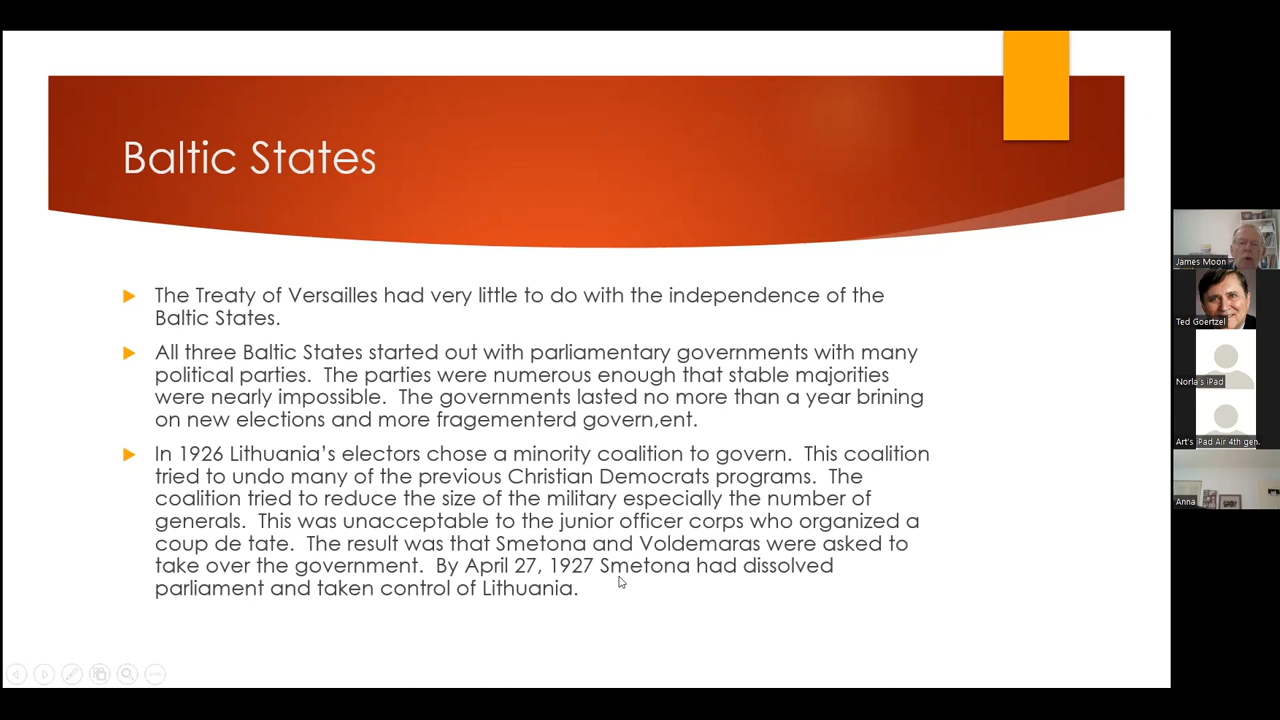 Baltic States
The Treaty of Versailles had very little to do with the independence of the
Baltic States.
All three Baltic States started out with parliamentary governments with many
political parties.  The parties were numerous enough that stable majorities
were nearly impossible.  The governments lasted no more than a year brining
on new elections and more fragementerd govern,ent.
In 1926 Lithuania's electors chose a minority coalition to govern.  This coalition
tried to undo many of the previous Christian Democrats programs.  The
coalition tried to reduce the size of the military especially the number of
generals.  This was unacceptable to the junior officer corps who organized a
coup de tate.  The result was that Smetona and Voldemaras were asked to
take over the government.  By April 27, 1927 Smetona had dissolved
parliament and taken control of Lithuania.
James Moon
Ted Goertzel
Norla's iPad
Art's iPad Air 4th gen.
Anna